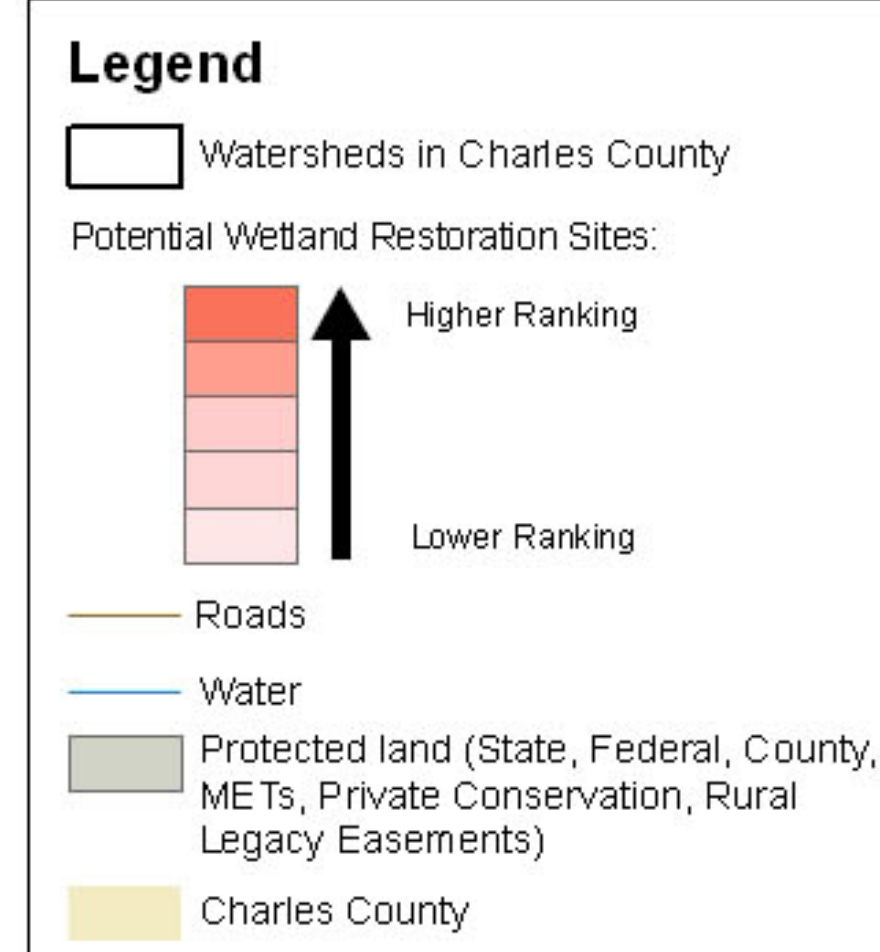 Legend
Watersheds in Charles County
Potential Wetland Restoration Sites:
Higher Ranking
Lower Ranking
Roads
Water
Protected land (State, Federal, County,
METs, Private Conservation, Rural
Legacy Easements)
Charles County